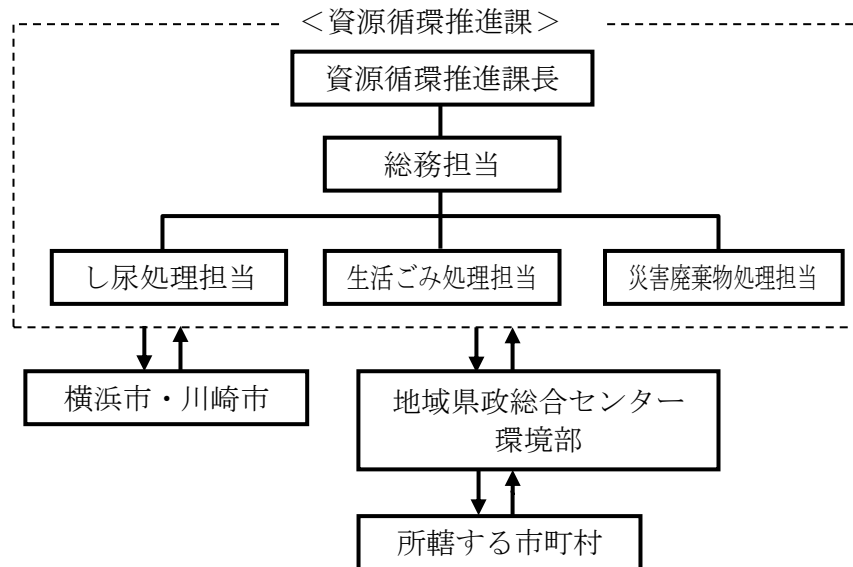 ＜資源循環推進課＞
資源循環推進課長
総務担当
し尿処理担当
生活ごみ処理担当
災害廃棄物処理担当
横浜市・川崎市
地域県政総合センター
環境部
所轄する市町村